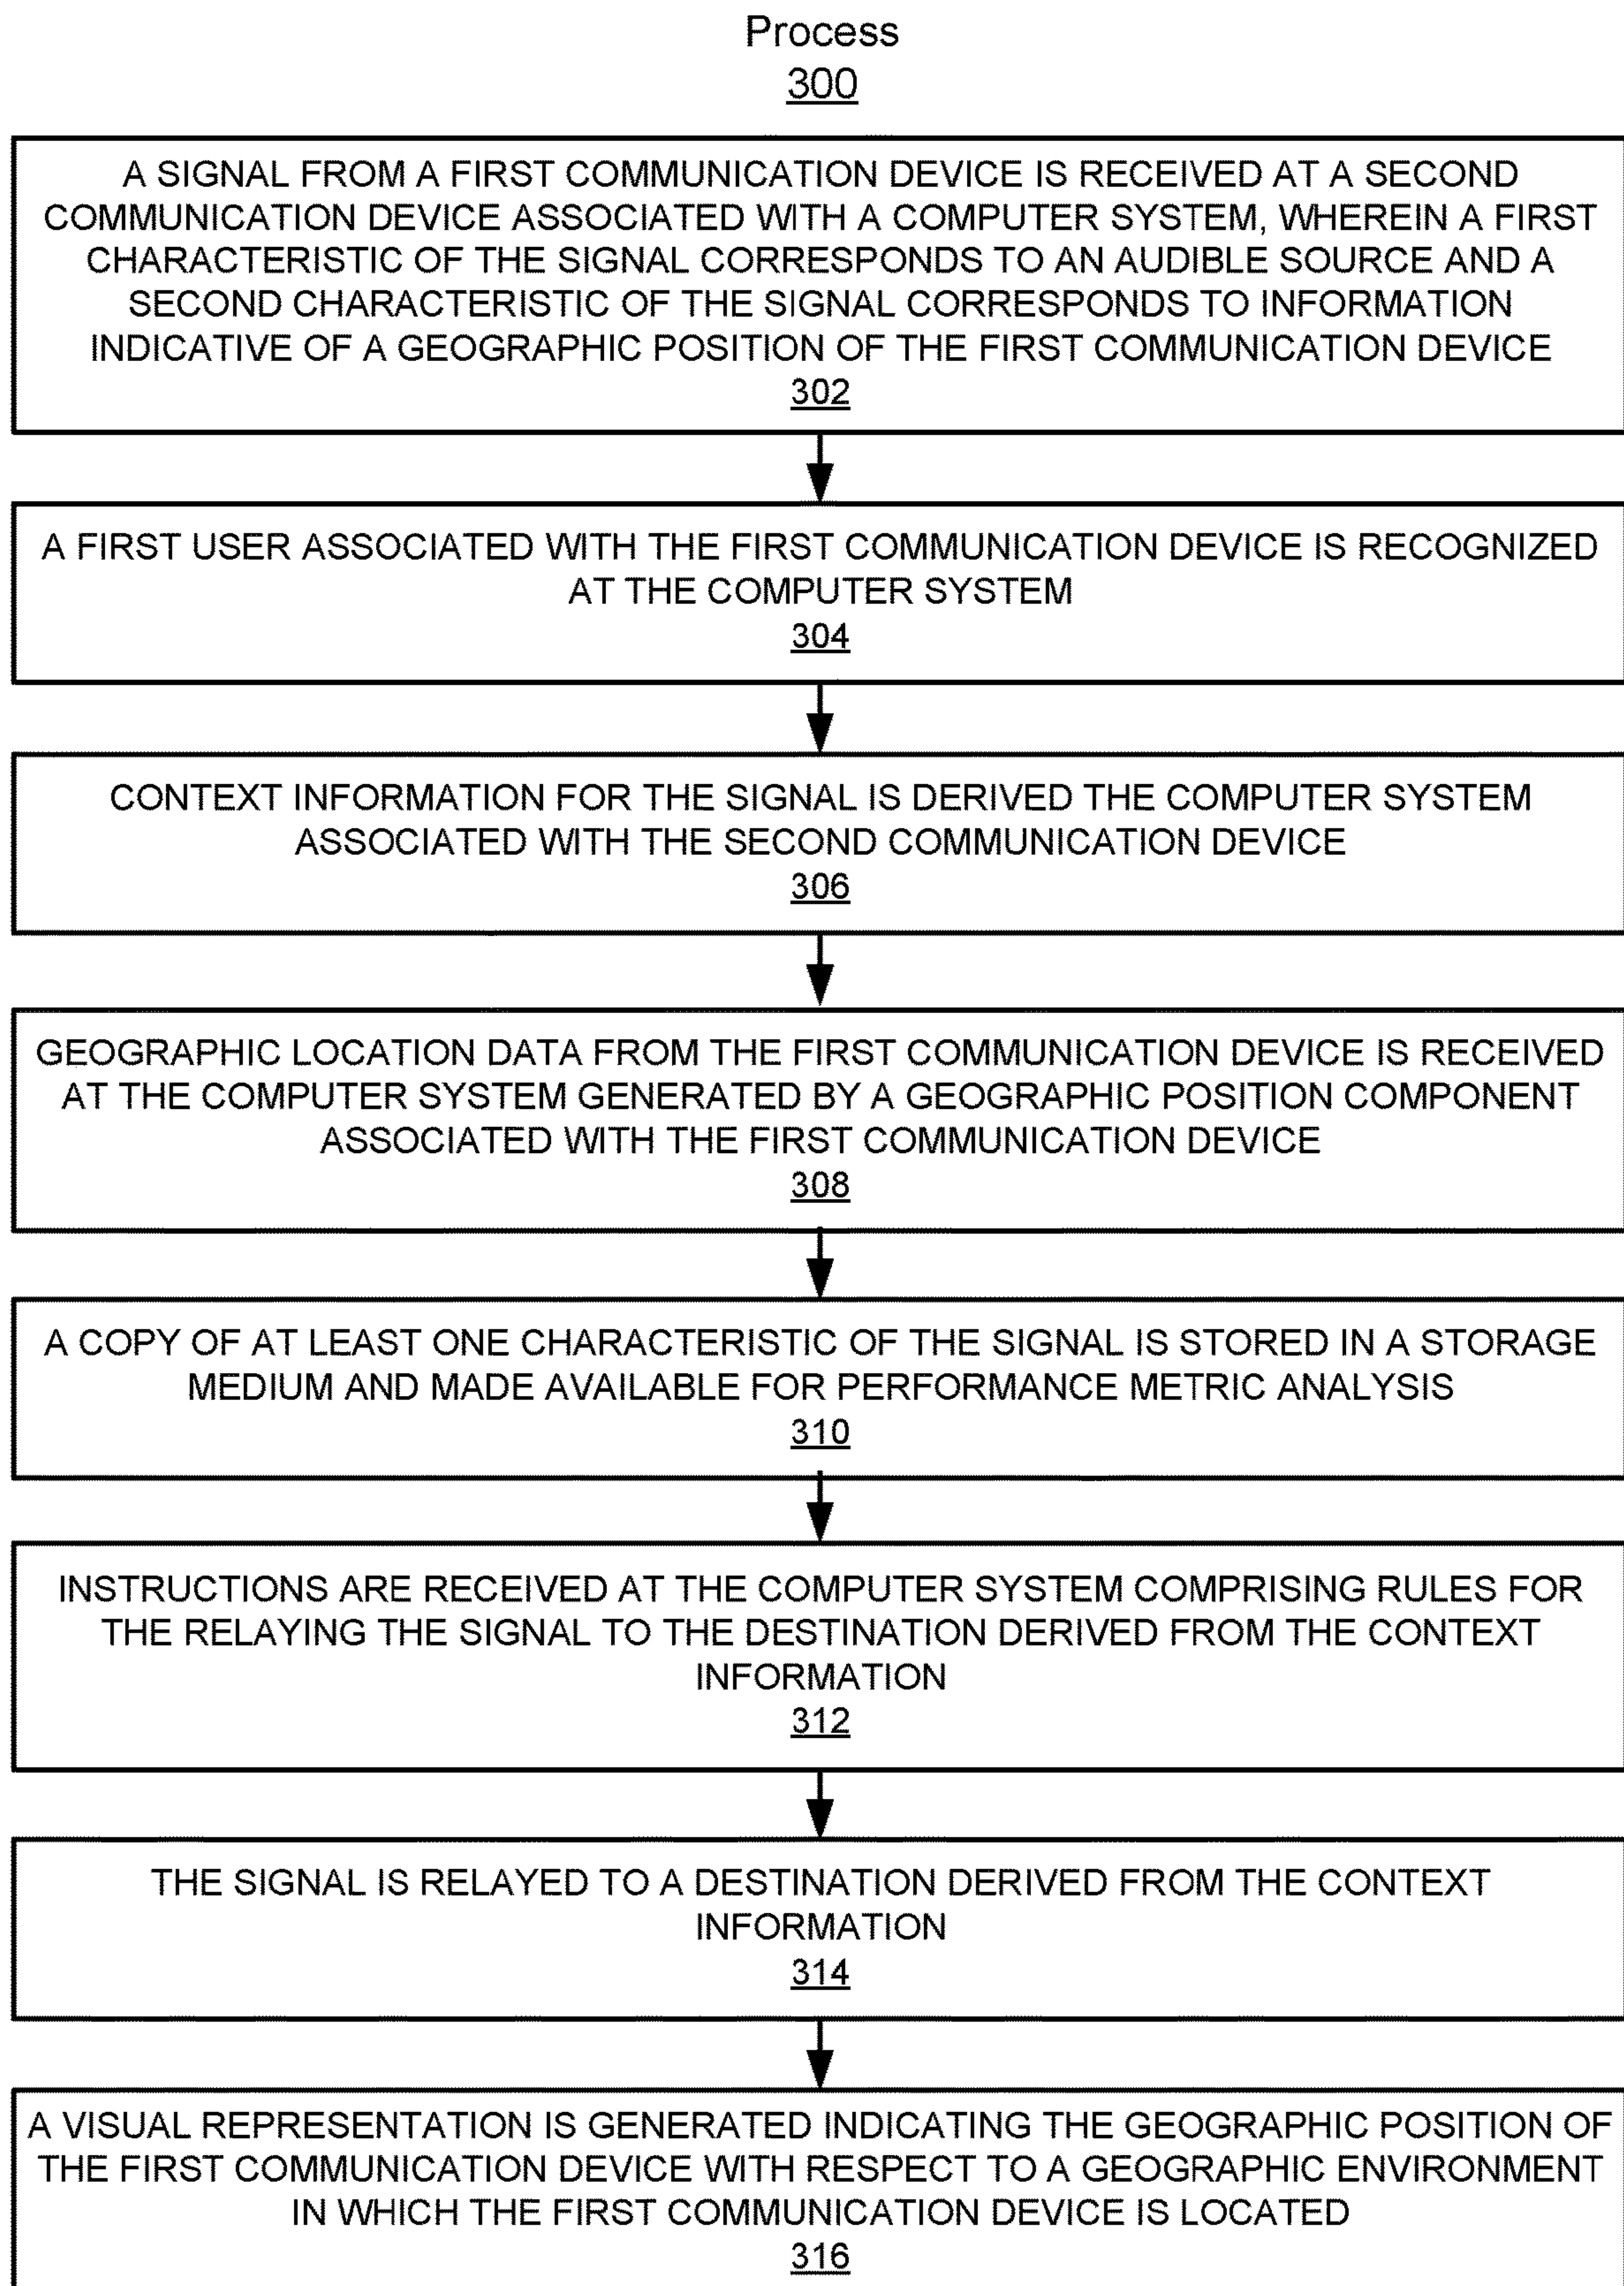 Process
300
A SIGNAL FROM A FIRST COMMUNICATION DEVICE IS RECEIVED AT A SECOND
COMMUNICATION DEVICE ASSOCIATED WITH A COMPUTER SYSTEM, WHEREIN A FIRST
CHARACTERISTIC OF THE SIGNAL CORRESPONDS TO AN AUDIBLE SOURCE AND A
SECOND CHARACTERISTIC OF THE SIGNAL CORRESPONDS TO INFORMATION
INDICATIVE OF A GEOGRAPHIC POSITION OF THE FIRST COMMUNICATION DEVICE
302
A FIRST USER ASSOCIATED WITH THE FIRST COMMUNICATION DEVICE IS RECOGNIZED
AT THE COMPUTER SYSTEM
304
CONTEXT INFORMATION FOR THE SIGNAL IS DERIVED THE COMPUTER SYSTEM
ASSOCIATED WITH THE SECOND COMMUNICATION DEVICE
306
GEOGRAPHIC LOCATION DATA FROM THE FIRST COMMUNICATION DEVICE IS RECEIVED
AT THE COMPUTER SYSTEM GENERATED BY A GEOGRAPHIC POSITION COMPONENT
ASSOCIATED WITH THE FIRST COMMUNICATION DEVICE
308
A COPY OF AT LEAST ONE CHARACTERISTIC OF THE SIGNAL IS STORED IN A STORAGE
MEDIUM AND MADE AVAILABLE FOR PERFORMANCE METRIC ANALYSIS
310
INSTRUCTIONS ARE RECEIVED AT THE COMPUTER SYSTEM COMPRISING RULES FOR
THE RELAYING THE SIGNAL TO THE DESTINATION DERIVED FROM THE CONTEXT
INFORMATION
312
THE SIGNAL IS RELAYED TO A DESTINATION DERIVED FROM THE CONTEXT
INFORMATION
314
A VISUAL REPRESENTATION IS GENERATED INDICATING THE GEOGRAPHIC POSITION OF
THE FIRST COMMUNICATION DEVICE WITH RESPECT TO A GEOGRAPHIC ENVIRONMENT
IN WHICH THE FIRST COMMUNICATION DEVICE IS LOCATED
316